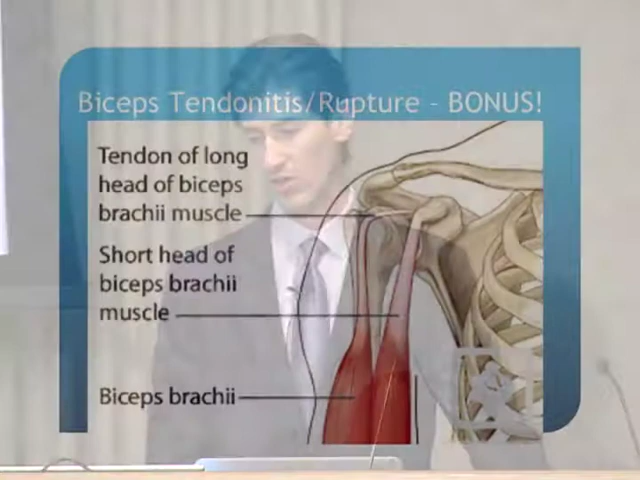 Biceps Tendonitis/Rupture – BONUS!
Tendon of long
head of biceps
brachii muscle
Short head of
biceps brachii
muscle
Biceps brachii